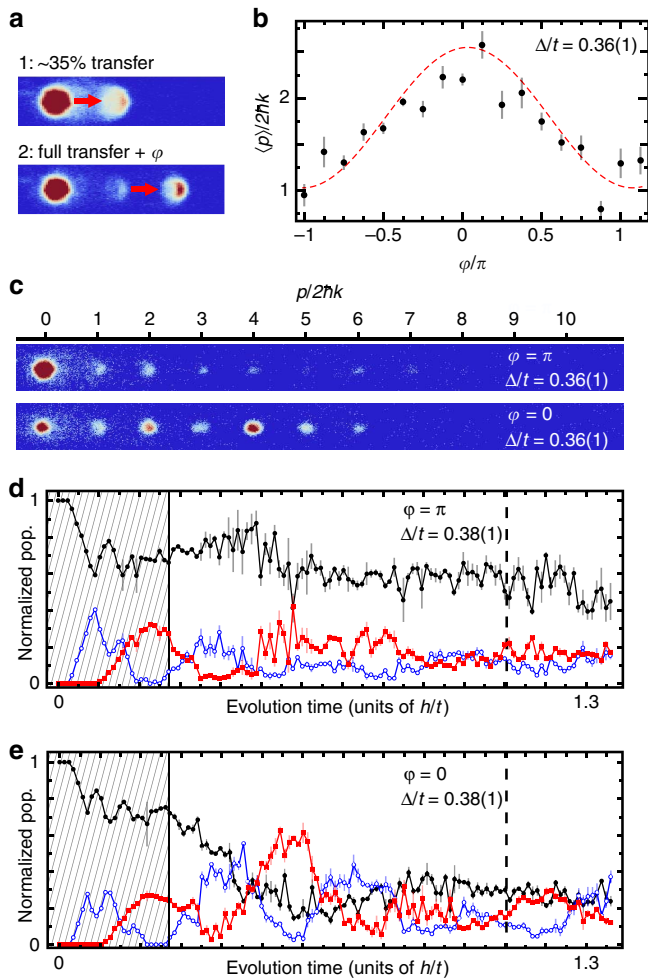 a
1: ~35% transfer
2: full transfer + φ
b
Δ/t = 0.36(1)
⟨p⟩/2ħk
2
1
−1 −0.5 0 0.5 1
φ/π
c
p/2ħk
0 1 2 3 4 5 6 7 8 9 10
φ = π
Δ/t = 0.36(1)
φ = 0
Δ/t = 0.36(1)
d
1
φ = π
Δ/t = 0.38(1)
Normalized pop.
0
0 1.3
Evolution time (units of h/t)
e
1
φ = 0
Δ/t = 0.38(1)
Normalized pop.
0
0 1.3
Evolution time (units of h/t)